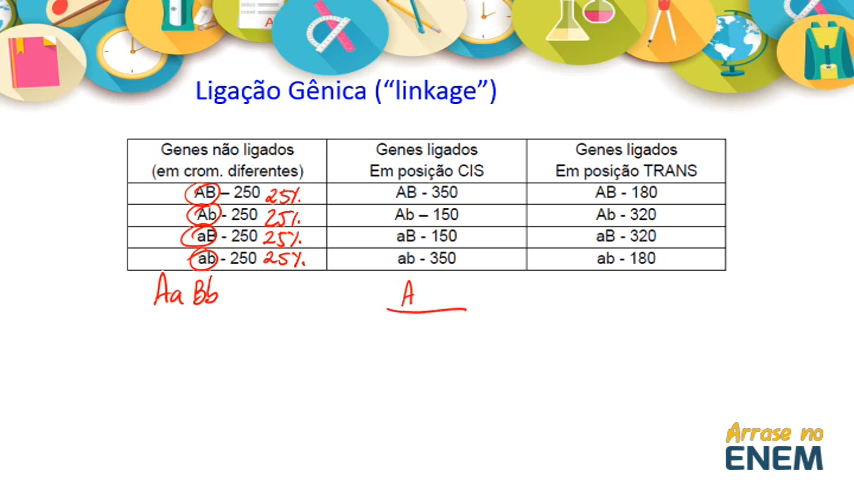 Ligação Gênica (“linkage”)
Genes não ligados
(em crom. diferentes)
Genes ligados
Em posição CIS
Genes ligados
Em posição TRANS
AB – 250 25%.
AB - 350
AB - 180
Ab - 250 25%.
Ab – 150
Ab - 320
aB - 250 25%.
aB - 150
aB - 320
ab - 250 25%.
ab - 350
ab - 180
Aa Bb
A
Arrase no
ENEM